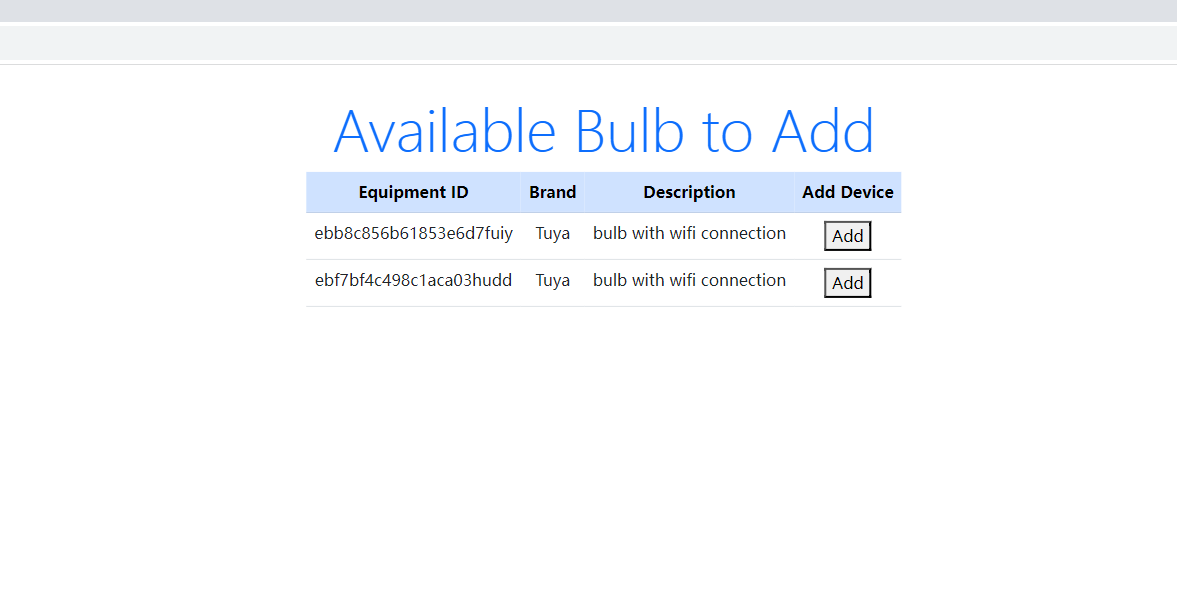 Available Bulb to Add
Equipment ID Brand Description Add Device
ebb8c856b61853e6d7fuiy Tuya bulb with wifi connection Add
ebf7bf4c498c1aca03hudd Tuya bulb with wifi connection Add